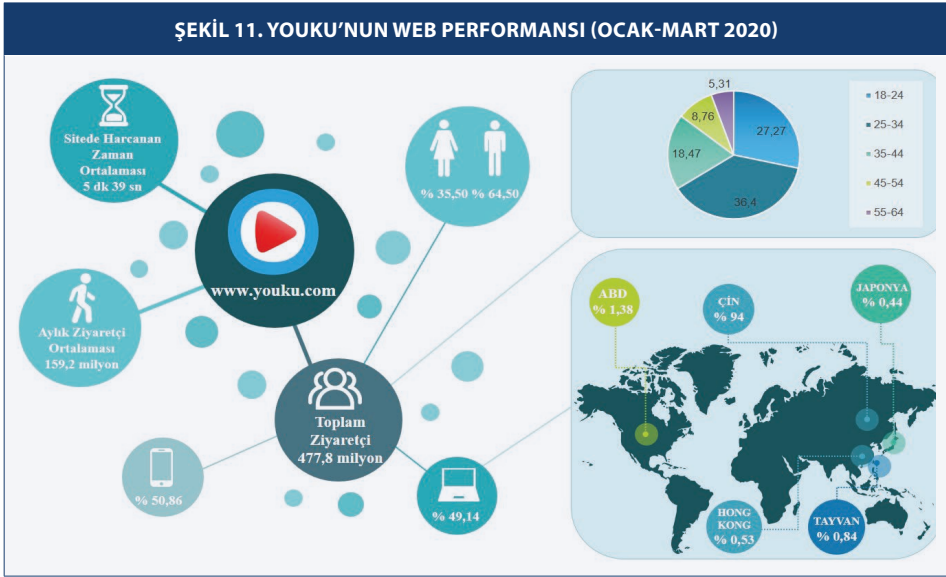 ŞEKİL 11. YOUKU’NUN WEB PERFORMANSI (OCAK-MART 2020)
Sitede Harcanan
Zaman
Ortalaması
5 dk 39 sn
www.youku.com
Aylık Ziyaretçi
Ortalaması
159,2 milyon
% 35,50 % 64,50
Toplam
Ziyaretçi
477,8 milyon
% 50,86
% 49,14
5,31
8,76
27,27
18,47
36,4
18-24
25-34
35-44
45-54
55-64
ABD
% 1,38
ÇİN
% 94
JAPONYA
% 0,44
HONG
KONG
% 0,53
TAYVAN
% 0,84